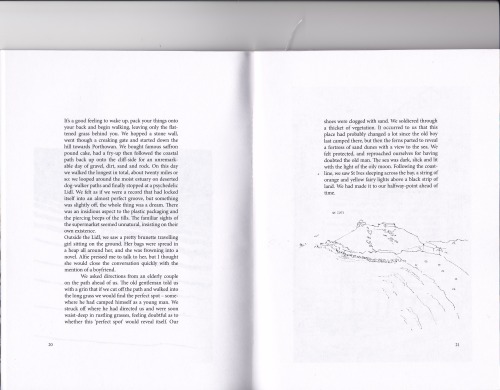 It's a good feeling to wake up, pack your things onto
your back and begin walking, leaving only the flat-
tened grass behind you. We hopped a stone wall,
went though a creaking gate and started down the
hill towards Porthowan. We bought famous saffron
pound cake, had a fry-up then followed the coastal
path back up onto the cliff-side for an unremark-
able day of gravel, dirt, sand and rock. On this day
we walked the longest in total, about twenty miles or
so: we looped around the moist estuary on deserted
dog-walker paths and finally stopped at a psychedelic
Lidl. We felt as if we were a record that had locked
itself into an almost perfect groove, but something
was slightly off, the whole thing was a dream. There
was an insidious aspect to the plastic packaging and
the piercing beeps of the tills. The familiar sights of
the supermarket seemed unnatural, insisting on their
own existence.
Outside the Lidl, we saw a pretty brunette travelling
girl sitting on the ground. Her bags were spread in
a heap all around her, and she was frowning into a
novel. Alfie pressed me to talk to her, but I thought
she would close the conversation quickly with the
mention of a boyfriend.
We asked directions from an elderly couple
on the path ahead of us. The old gentleman told us
with a grin that if we cut off the path and walked into
the long grass we would find the perfect spot – some-
where he had camped himself as a young man. We
struck off where he had directed us and were soon
waist-deep in rustling grasses, feeling doubtful as to
whether this 'perfect spot' would reveal itself. Our
20
shoes were clogged with sand. We soldiered through
a thicket of vegetation. It occurred to us that this
place had probably changed a lot since the old boy
last camped there, but then the ferns parted to reveal
a fortress of sand dunes with a view to the sea. We
felt protected, and reproached ourselves for having
doubted the old man. The sea was dark, slick and lit
with the light of the oily moon. Following the coast-
line, we saw St Ives sleeping across the bay, a string of
orange and yellow fairy lights above a black strip of
land. We had made it to our halfway-point ahead of
time.
21